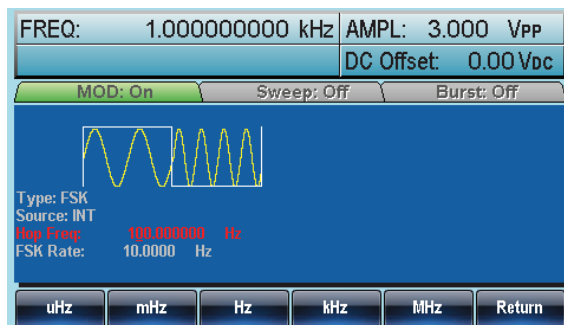 FREQ: 1.000000000 kHz AMPL: 3.000 VPP
DC Offset: 0.00 VDC
MOD: On Sweep: Off Burst: Off
Type: FSK
Source: INT
Hop Freq: 100.000000 Hz
FSK Rate: 10.0000 Hz
uHz mHz Hz kHz MHz Return